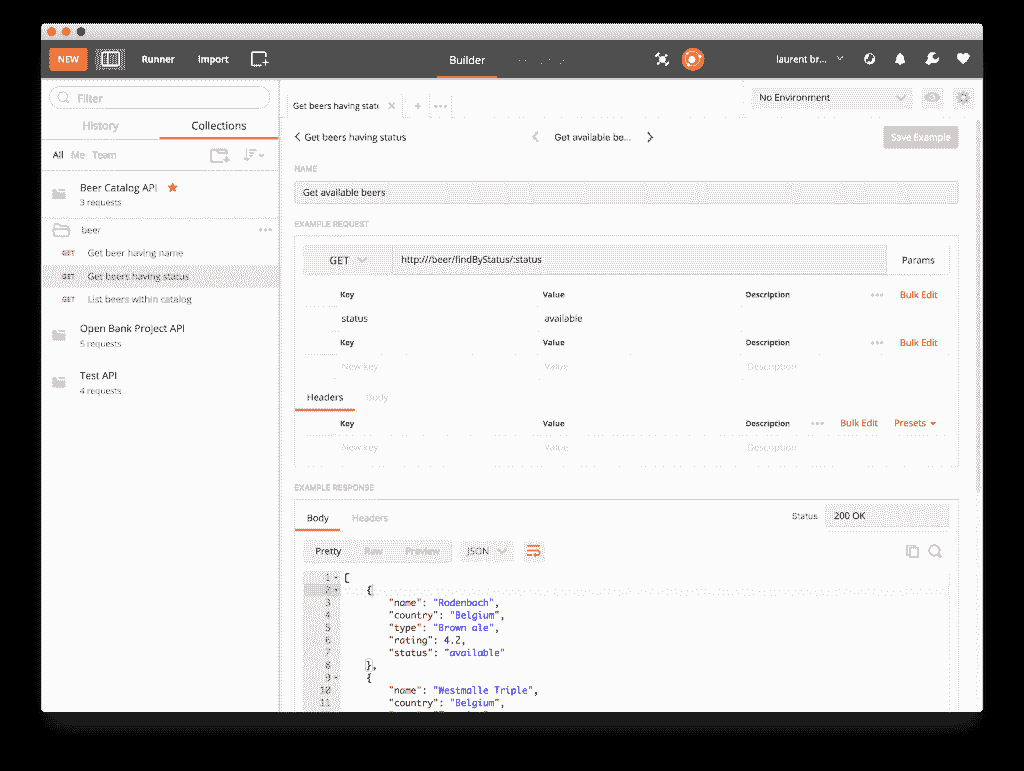 NEW Runner Import Builder laurent br...
Filter
History Collections
All Me Team
Beer Catalog API
3 requests
beer
GET Get beer having name
GET Get beers having status
GET List beers within catalog
Open Bank Project API
5 requests
Test API
4 requests
Get beers having stat
No Environment
Get beers having status Get available be... Save Example
NAME
Get available beers
EXAMPLE REQUEST
GET http://beer/findByStatus/:status Params
Key Value Description Bulk Edit
status available
Key Value Description Bulk Edit
New key Value Description
Headers Body
Key Value Description Bulk Edit Presets
New key Value Description
EXAMPLE RESPONSE
Body Headers Status 200 OK
Pretty Raw Preview JSON
1 [
2 {
3 "name": "Rodenbach",
4 "country": "Belgium",
5 "type": "Brown ale",
6 "rating": 4.2,
7 "status": "available"
8 },
9 {
10 "name": "Westmalle Triple",
11 "country": "Belgium",